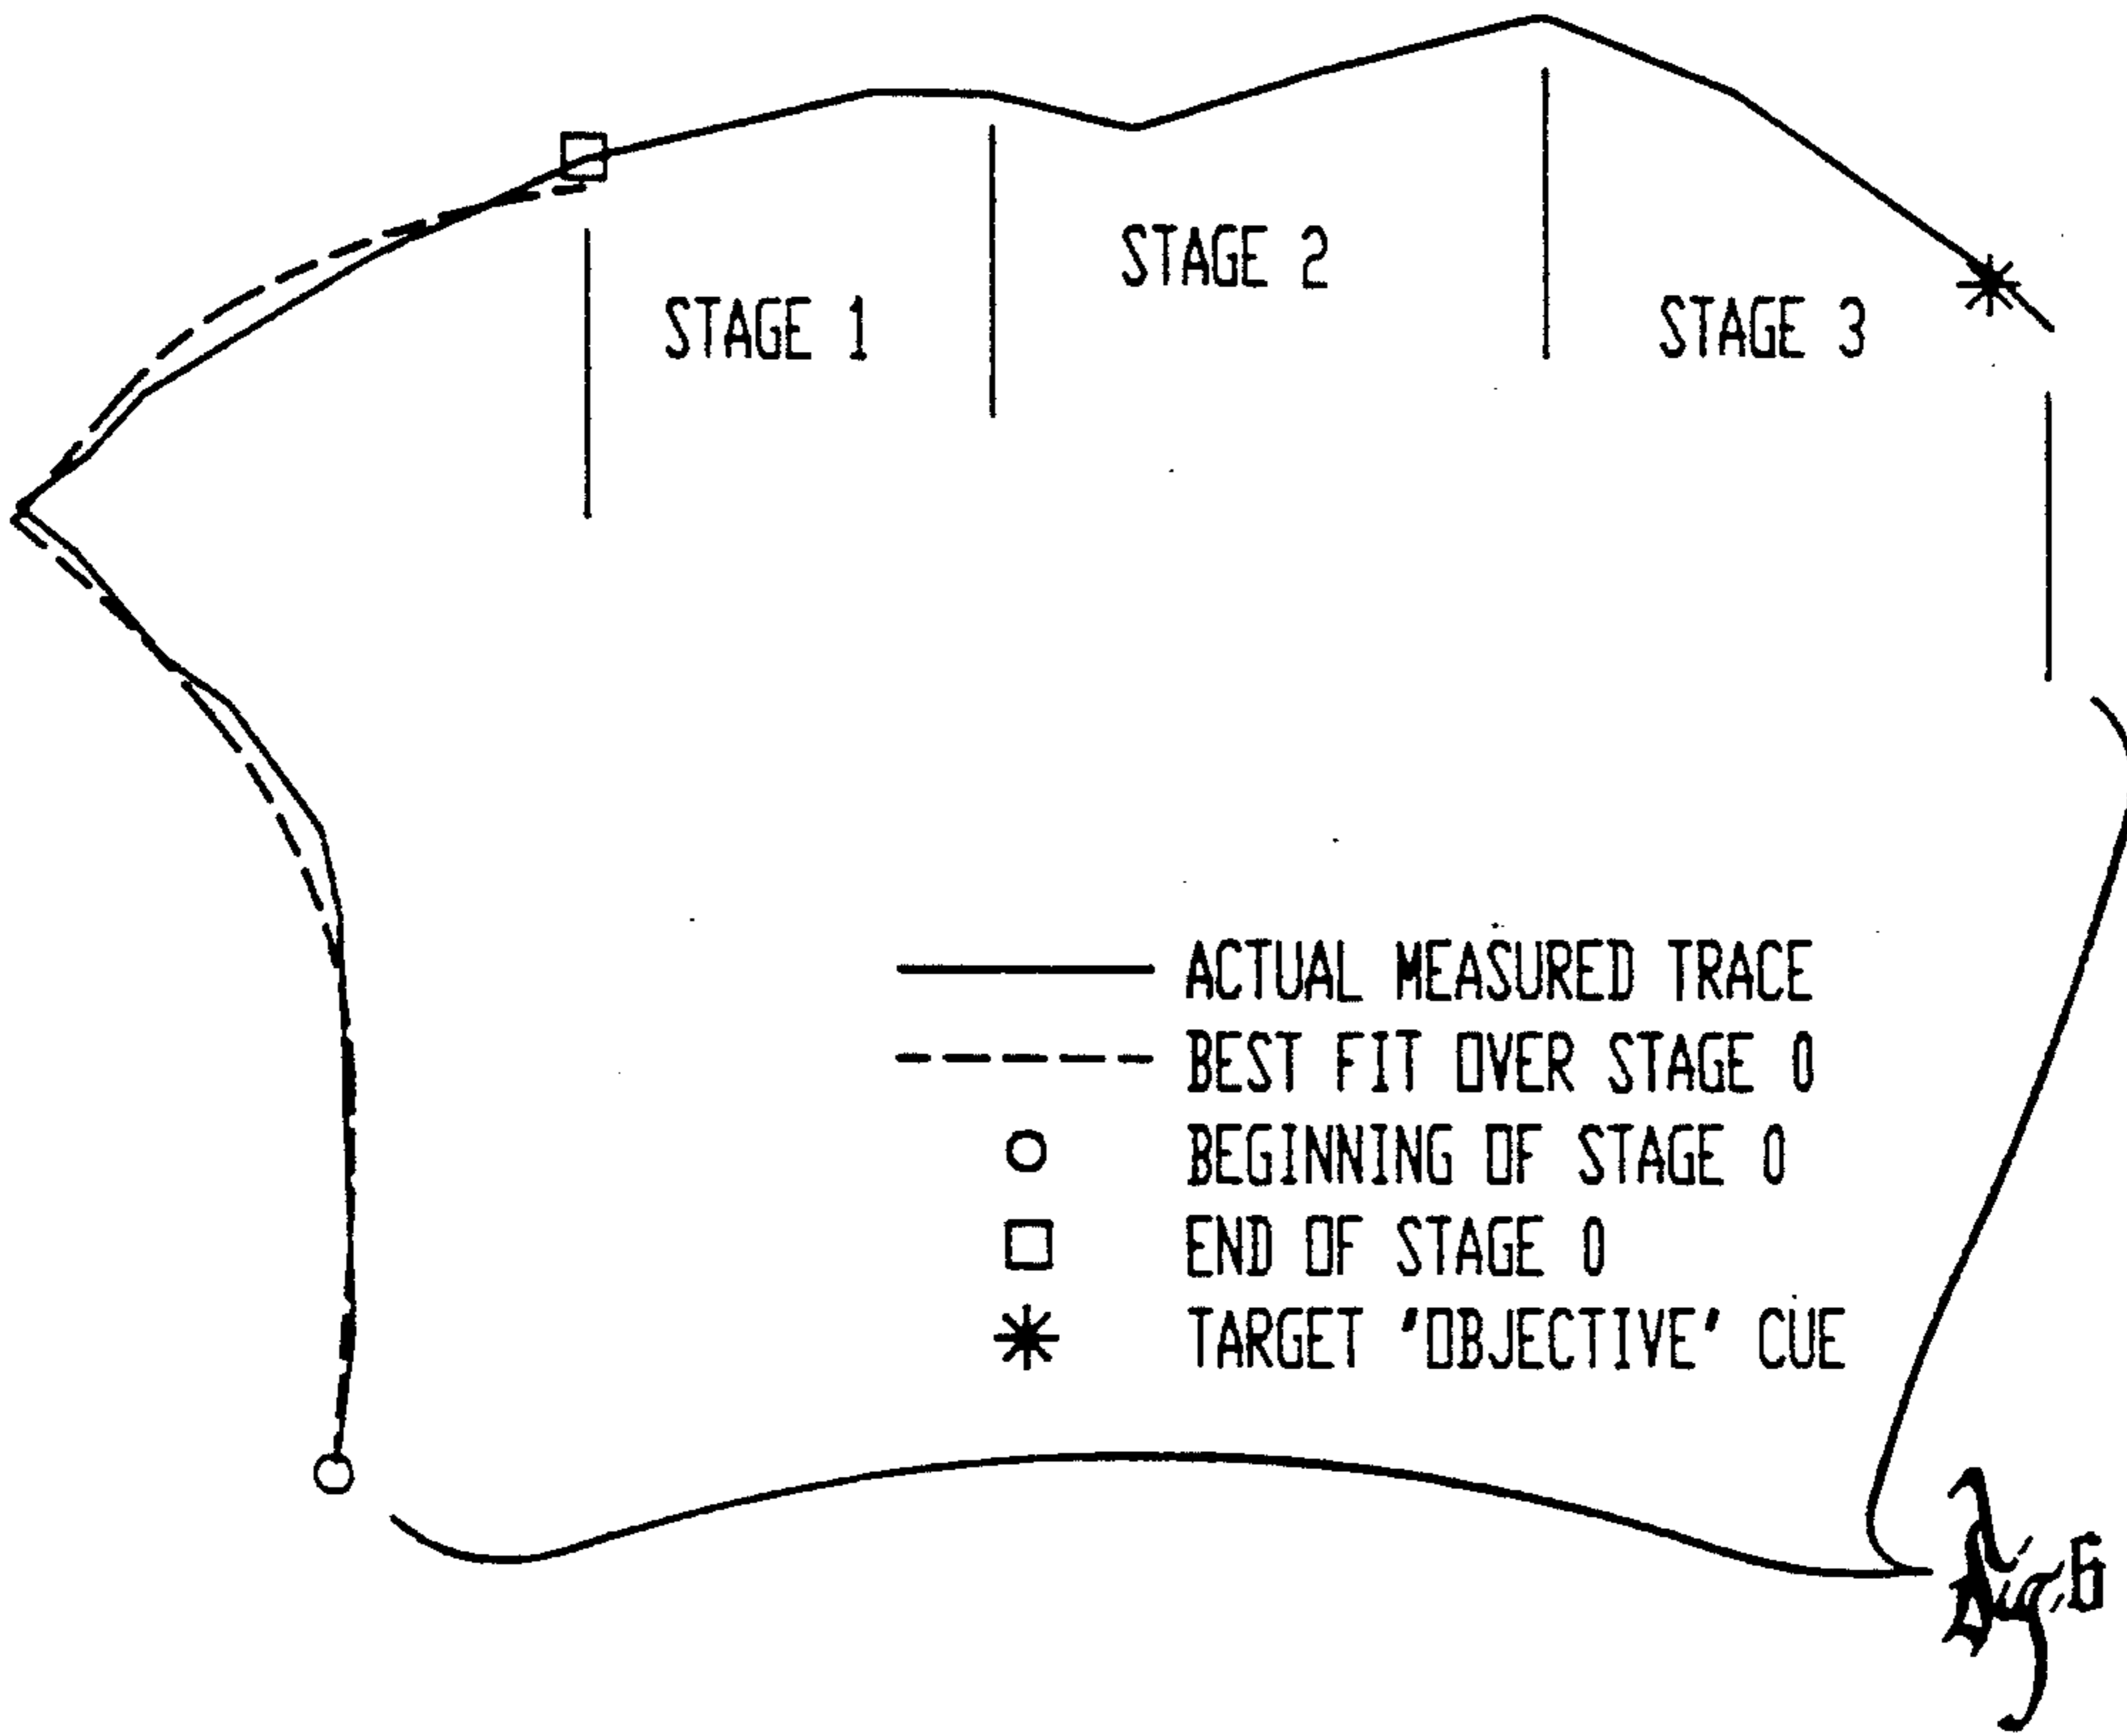 STAGE 1
STAGE 2
STAGE 3
ACTUAL MEASURED TRACE
BEST FIT OVER STAGE 0
BEGINNING OF STAGE 0
END OF STAGE 0
TARGET 'OBJECTIVE' CUE
Fig. 6